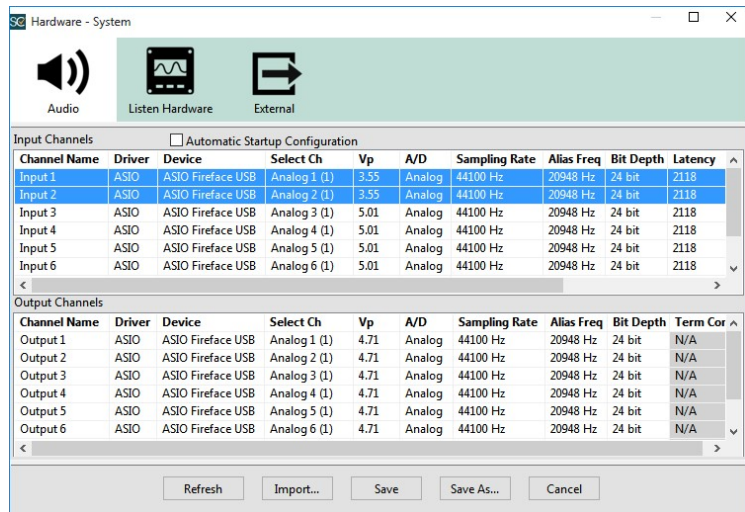 SC Hardware - System
Audio Listen Hardware External
Input Channels Automatic Startup Configuration
Channel Name Driver Device Select Ch Vp A/D Sampling Rate Alias Freq Bit Depth Latency
Input 1 ASIO ASIO Fireface USB Analog 1 (1) 3.55 Analog 44100 Hz 20948 Hz 24 bit 2118
Input 2 ASIO ASIO Fireface USB Analog 2 (1) 3.55 Analog 44100 Hz 20948 Hz 24 bit 2118
Input 3 ASIO ASIO Fireface USB Analog 3 (1) 5.01 Analog 44100 Hz 20948 Hz 24 bit 2118
Input 4 ASIO ASIO Fireface USB Analog 4 (1) 5.01 Analog 44100 Hz 20948 Hz 24 bit 2118
Input 5 ASIO ASIO Fireface USB Analog 5 (1) 5.01 Analog 44100 Hz 20948 Hz 24 bit 2118
Input 6 ASIO ASIO Fireface USB Analog 6 (1) 5.01 Analog 44100 Hz 20948 Hz 24 bit 2118
Output Channels
Channel Name Driver Device Select Ch Vp A/D Sampling Rate Alias Freq Bit Depth Term Cor
Output 1 ASIO ASIO Fireface USB Analog 1 (1) 4.71 Analog 44100 Hz 20948 Hz 24 bit N/A
Output 2 ASIO ASIO Fireface USB Analog 2 (1) 4.71 Analog 44100 Hz 20948 Hz 24 bit N/A
Output 3 ASIO ASIO Fireface USB Analog 3 (1) 4.71 Analog 44100 Hz 20948 Hz 24 bit N/A
Output 4 ASIO ASIO Fireface USB Analog 4 (1) 4.71 Analog 44100 Hz 20948 Hz 24 bit N/A
Output 5 ASIO ASIO Fireface USB Analog 5 (1) 4.71 Analog 44100 Hz 20948 Hz 24 bit N/A
Output 6 ASIO ASIO Fireface USB Analog 6 (1) 4.71 Analog 44100 Hz 20948 Hz 24 bit N/A
Refresh Import... Save Save As... Cancel